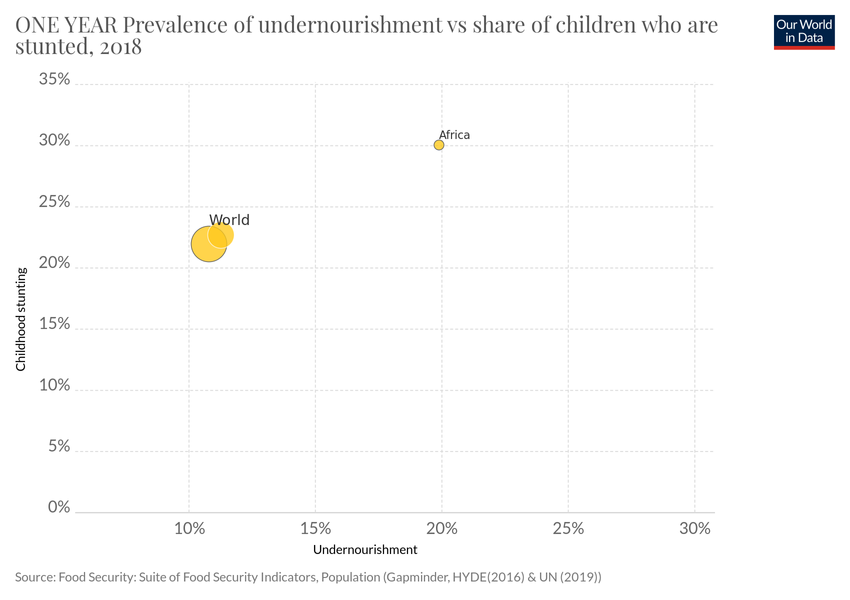 ONE YEAR Prevalence of undernourishment vs share of children who are
stunted, 2018
Our World
in Data
35%
30%
25%
20%
15%
10%
5%
0%
Childhood stunting
Africa
World
10%
15%
20%
25%
30%
Undernourishment
Source: Food Security: Suite of Food Security Indicators, Population (Gapminder, HYDE(2016) & UN (2019))